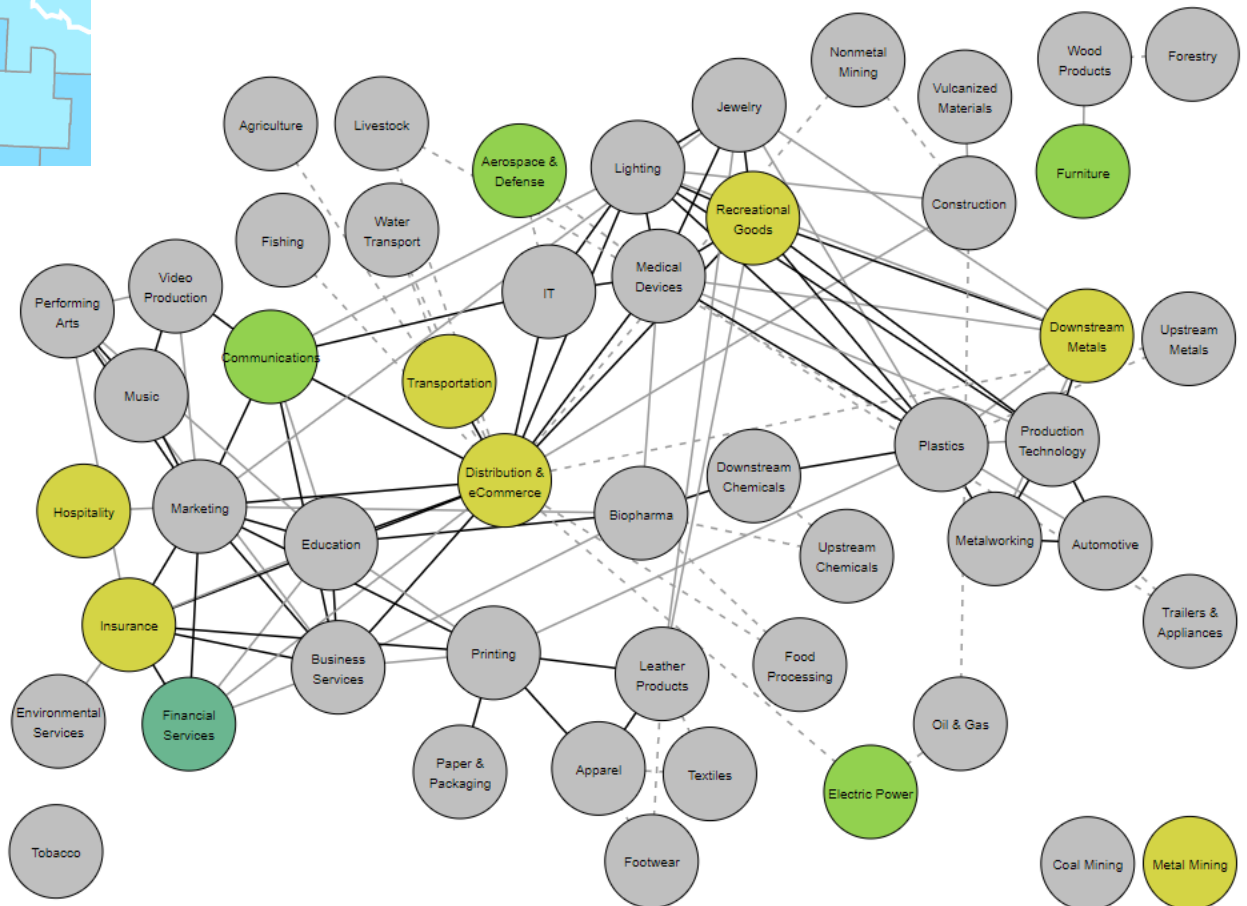 Nonmetal
Mining
Wood
Products
Forestry
Vulcanized
Materials
Jewelry
Agriculture
Livestock
Aerospace &
Defense
Lighting
Furniture
Recreational
Goods
Construction
Fishing
Water
Transport
Video
Production
Medical
Devices
IT
Performing
Arts
Downstream
Metals
Upstream
Metals
Communications
Transportation
Music
Production
Technology
Plastics
Distribution &
eCommerce
Downstream
Chemicals
Hospitality
Marketing
Biopharma
Education
Metalworking
Automotive
Upstream
Chemicals
Insurance
Trailers &
Appliances
Business
Services
Printing
Leather
Products
Food
Processing
Environmental
Services
Financial
Services
Oil & Gas
Paper &
Packaging
Apparel
Textiles
Electric Power
Tobacco
Footwear
Coal Mining
Metal Mining